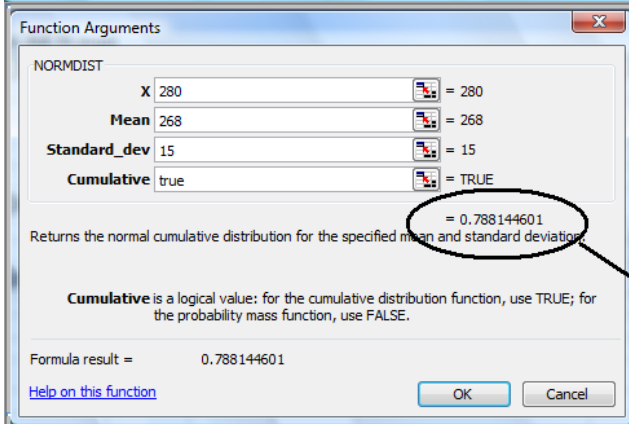 Function Arguments
NORMDIST
X 280 = 280
Mean 268 = 268
Standard_dev 15 = 15
Cumulative true = TRUE
= 0.788144601
Returns the normal cumulative distribution for the specified mean and standard deviation.
Cumulative is a logical value: for the cumulative distribution function, use TRUE; for
the probability mass function, use FALSE.
Formula result = 0.788144601
Help on this function OK Cancel